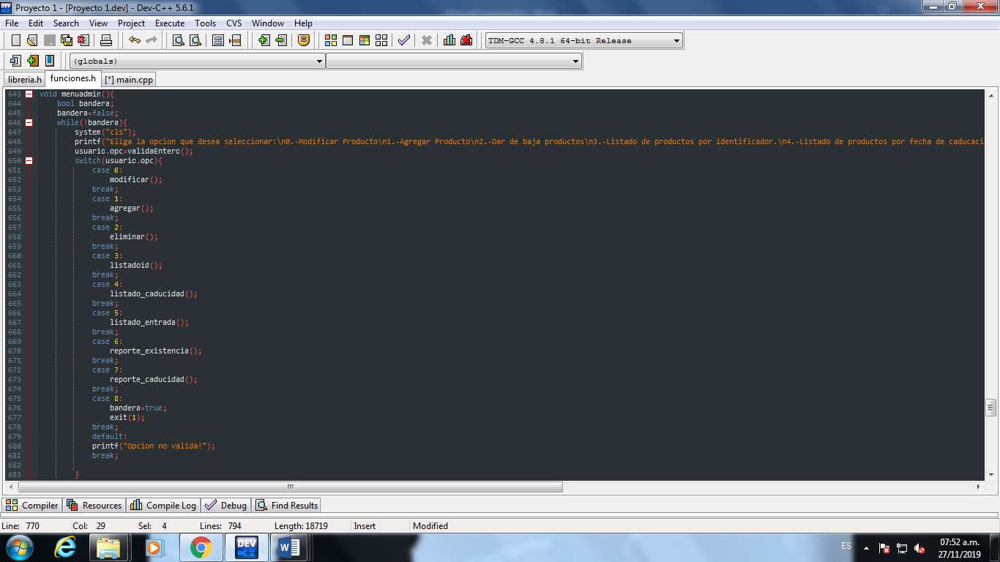 Proyecto 1 - [Proyecto 1.dev] - Dev-C++ 5.6.1
File Edit Search View Project Execute Tools CVS Window Help
TDM-GCC 4.8.1 64-bit Release
(globals)
libreria.h funciones.h [*] main.cpp
643 void menuadmin(){
644 bool bandera;
645 bandera=false;
646 while(!bandera){
647 system("cls");
648 printf("Eliga la opcion que desea seleccionar:\n0.-Modificar Producto\n1.-Agregar Producto\n2.-Dar de baja productos\n3.-Listado de productos por identificador.\n4.-Listado de productos por fecha de caducaci
649 usuario.opc=validaEntero();
650 switch(usuario.opc){
651 case 0:
652 modificar();
653 break;
654 case 1:
655 agregar();
656 break;
657 case 2:
658 eliminar();
659 break;
660 case 3:
661 listadoid();
662 break;
663 case 4:
664 listado_caducidad();
665 break;
666 case 5:
667 listado_entrada();
668 break;
669 case 6:
670 reporte_existencia();
671 break;
672 case 7:
673 reporte_caducidad();
674 break;
675 case 8:
676 bandera=true;
677 exit(1);
678 break;
679 default:
680 printf("Opcion no valida!");
681 break;
682
683 }
Compiler Resources Compile Log Debug Find Results
Line: 770 Col: 29 Sel: 4 Lines: 794 Length: 18719 Insert Modified
DEV C++ W ES 07:52 a.m.
27/11/2019